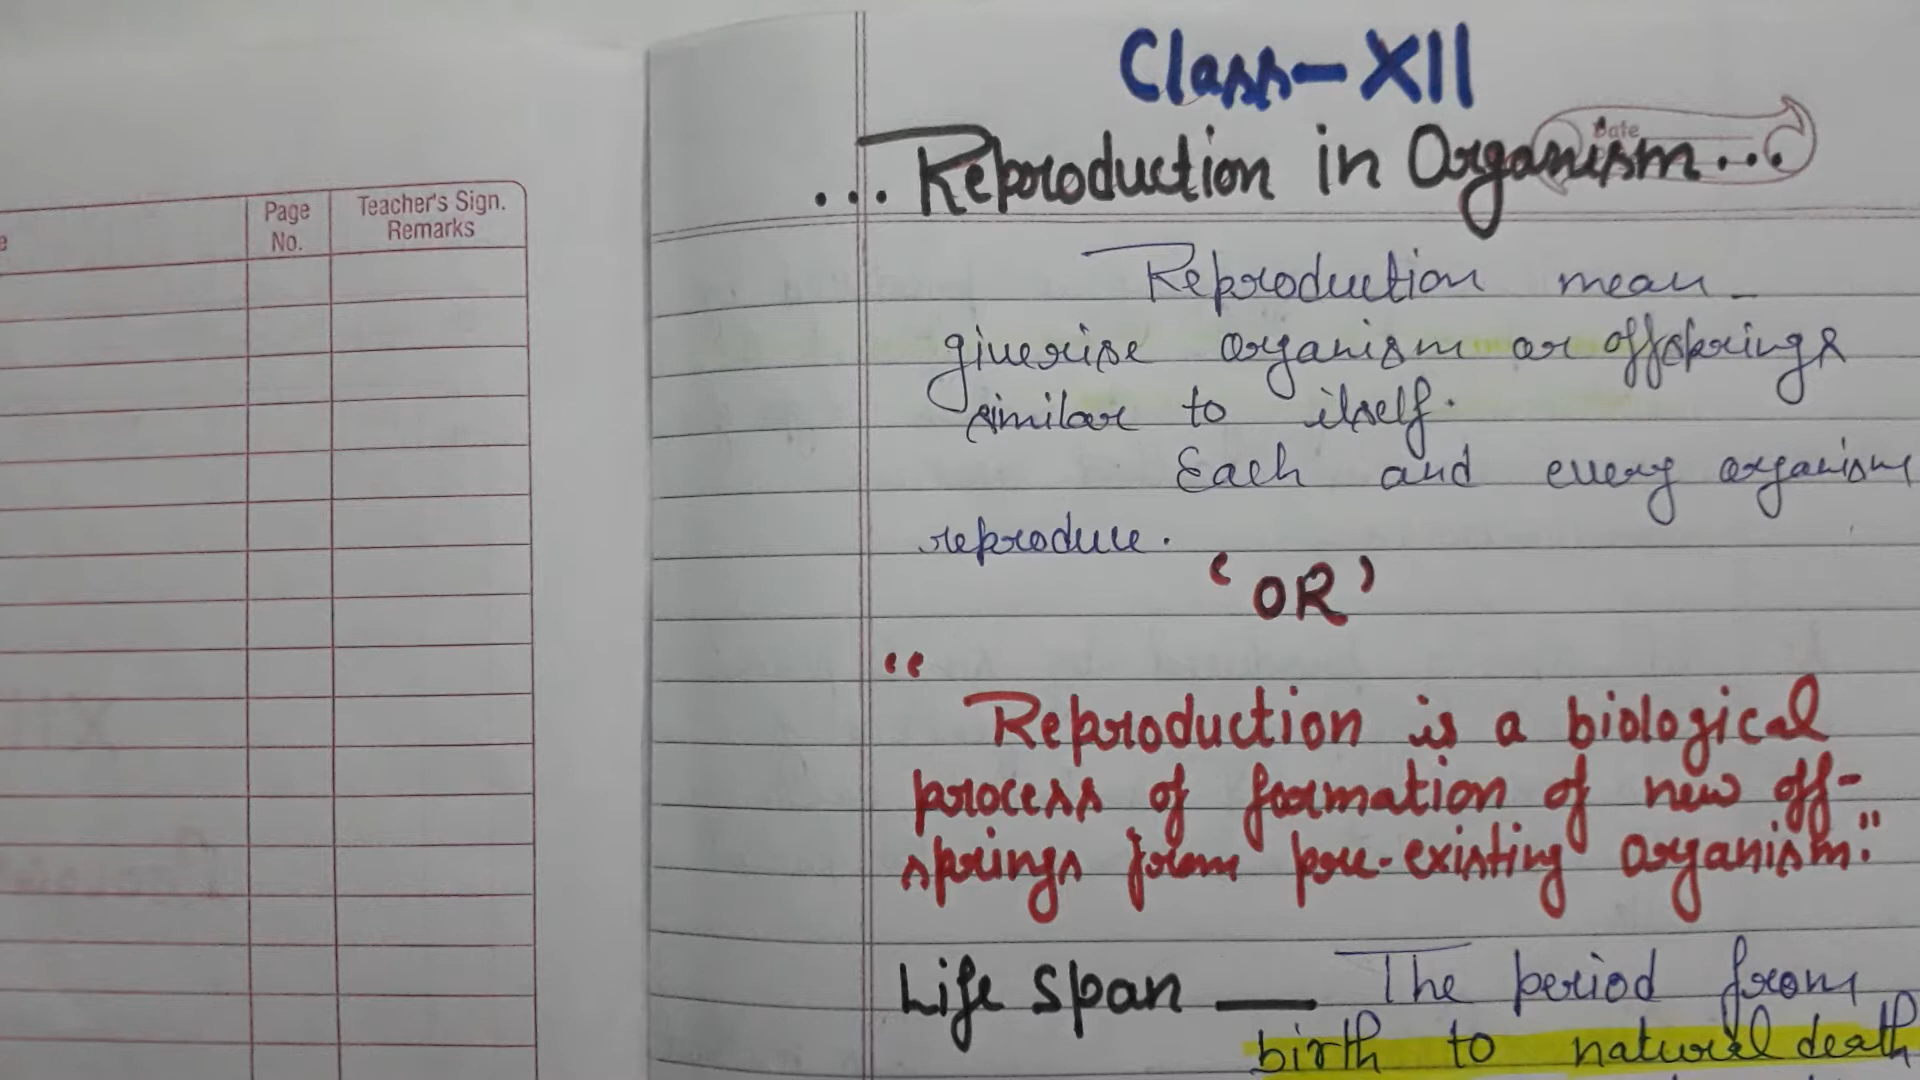 e
Page No.
Teacher's Sign.
Remarks
Class-XII
Date
...Reproduction in Organism...
Reproduction mean -
giverise organism or offsprings
similar to itself.
Each and every organism
reproduce.
'OR'
"
Reproduction is a biological
process of formation of new off-
springs from pre-existing organism."
Life span — The period from
birth to natural death